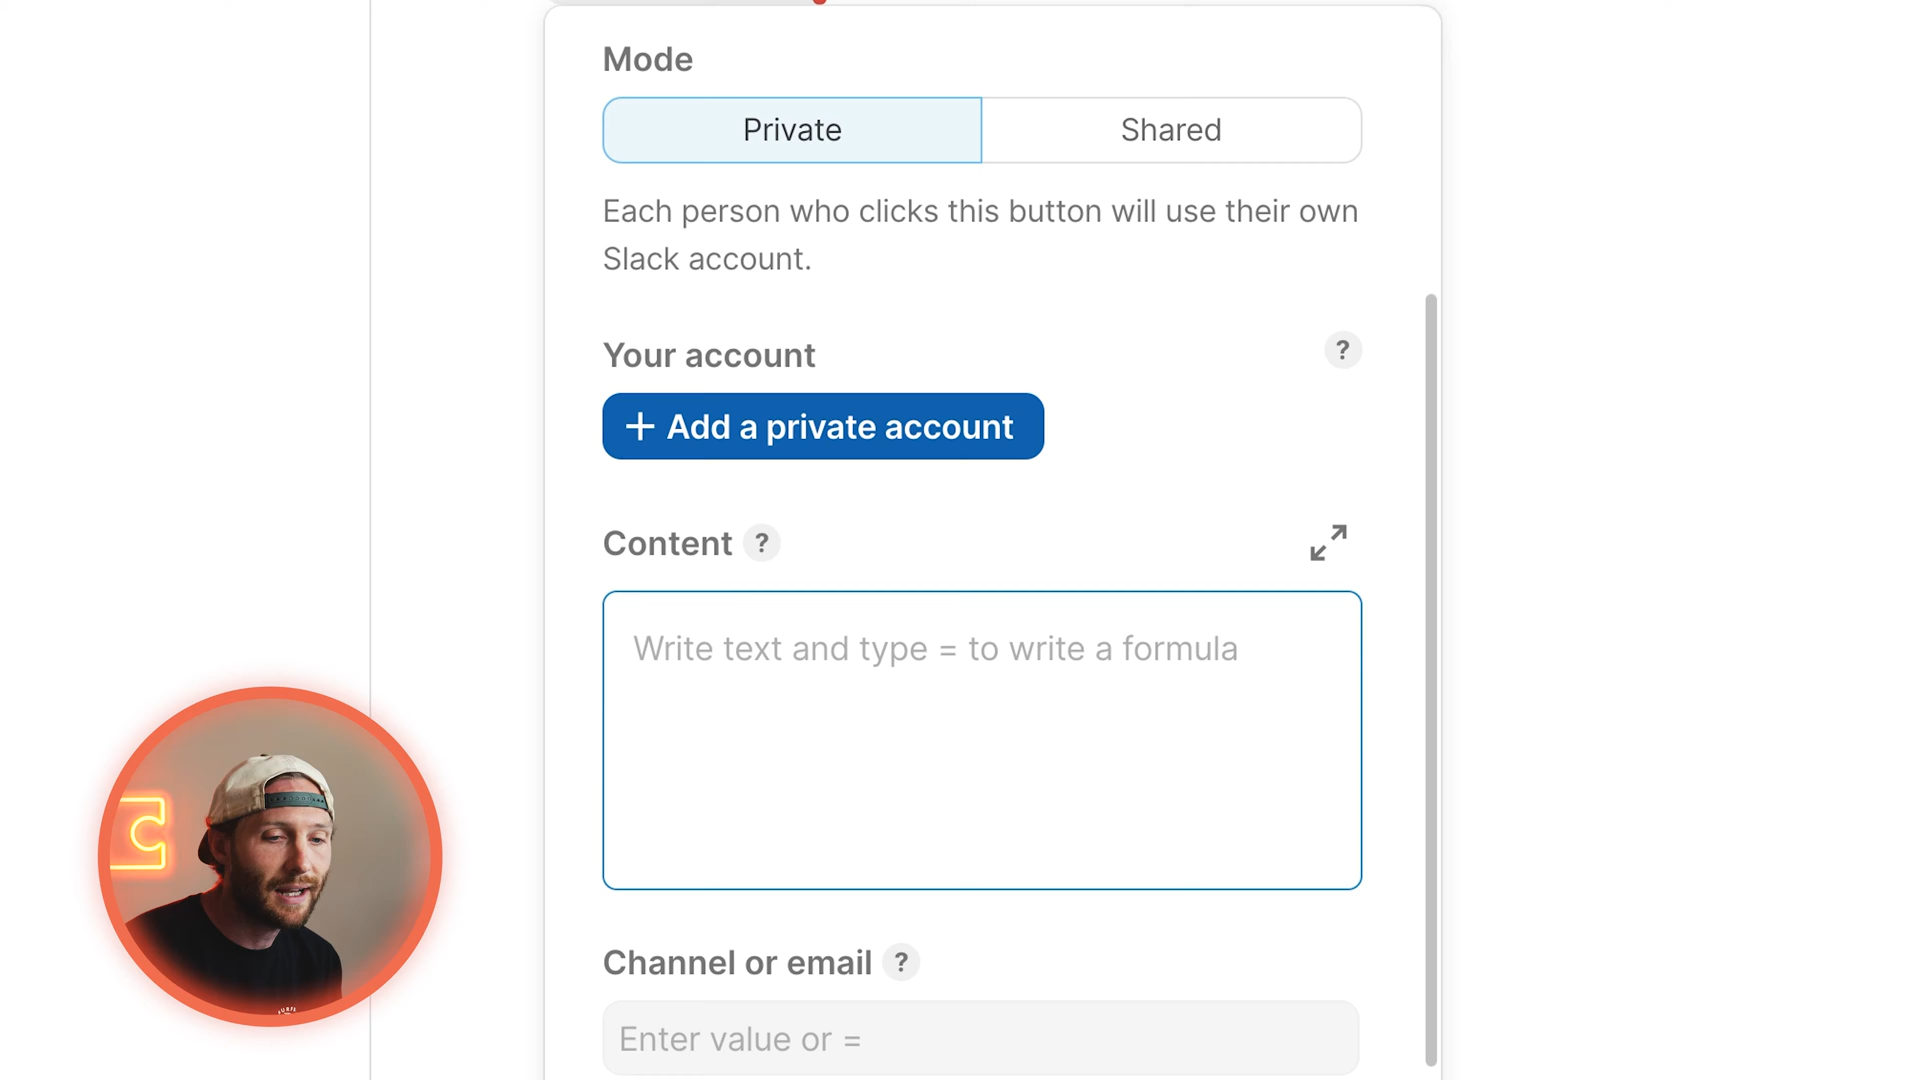 Mode
Private
Shared
Each person who clicks this button will use their own
Slack account.
Your account
?
+ Add a private account
Content ?
Write text and type = to write a formula
Channel or email ?
Enter value or =
C